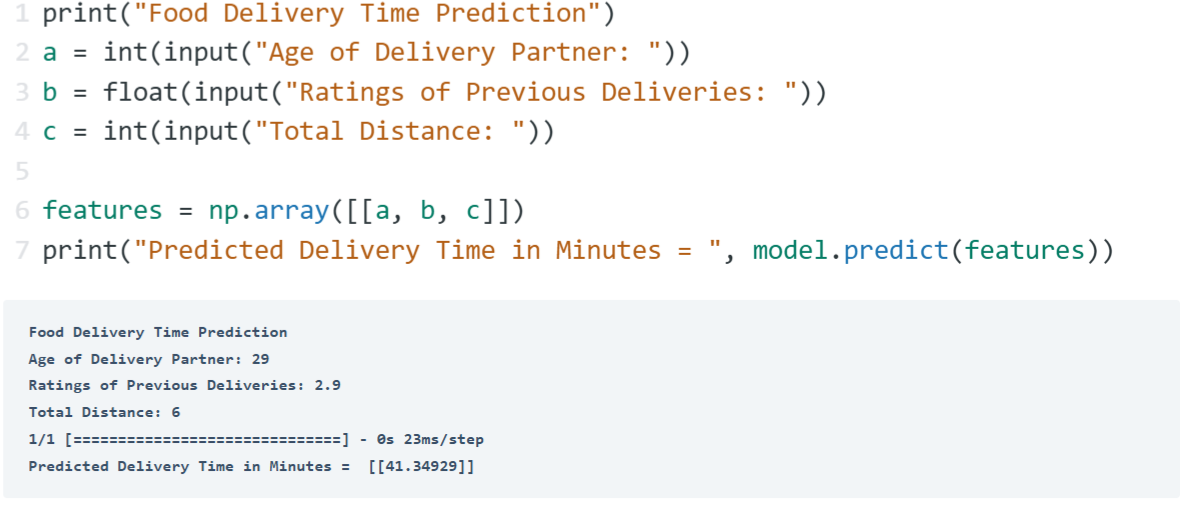 1 print("Food Delivery Time Prediction")
2 a = int(input("Age of Delivery Partner: "))
3 b = float(input("Ratings of Previous Deliveries: "))
4 c = int(input("Total Distance: "))
5
6 features = np.array([[a, b, c]])
7 print("Predicted Delivery Time in Minutes = ", model.predict(features))
Food Delivery Time Prediction
Age of Delivery Partner: 29
Ratings of Previous Deliveries: 2.9
Total Distance: 6
1/1 [==============================] - 0s 23ms/step
Predicted Delivery Time in Minutes =  [[41.34929]]